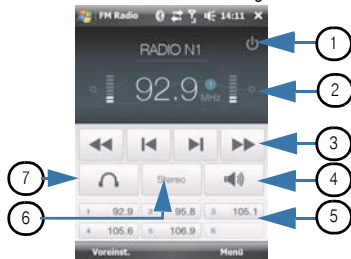 FM Radio 14:11
1
RADIO N1
92.9 MHz
2
3
7
Stereo
4
6
1 92.9 2 95.8 3 105.1
5
4 105.6 5 106.9 6
Voreinst. Menü